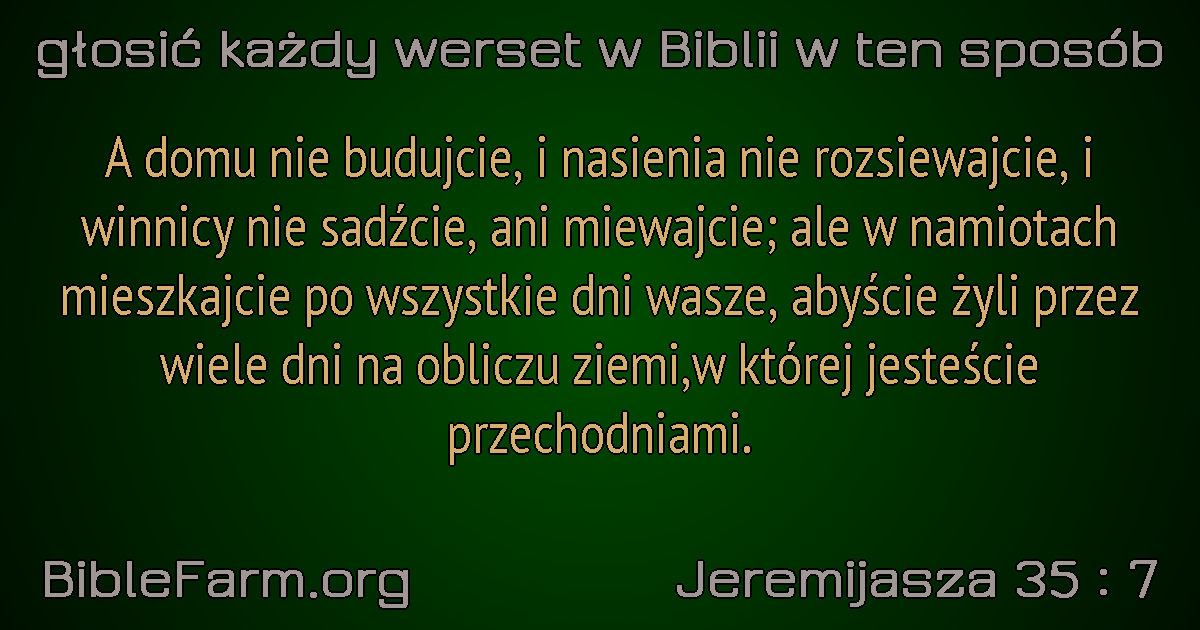 głosić każdy werset w Biblii w ten sposób
A domu nie budujcie, i nasienia nie rozsiewajcie, i
winnicy nie sadźcie, ani miewajcie; ale w namiotach
mieszkajcie po wszystkie dni wasze, abyście żyli przez
wiele dni na obliczu ziemi,w której jesteście
przechodniami.
BibleFarm.org
Jeremijasza 35 : 7